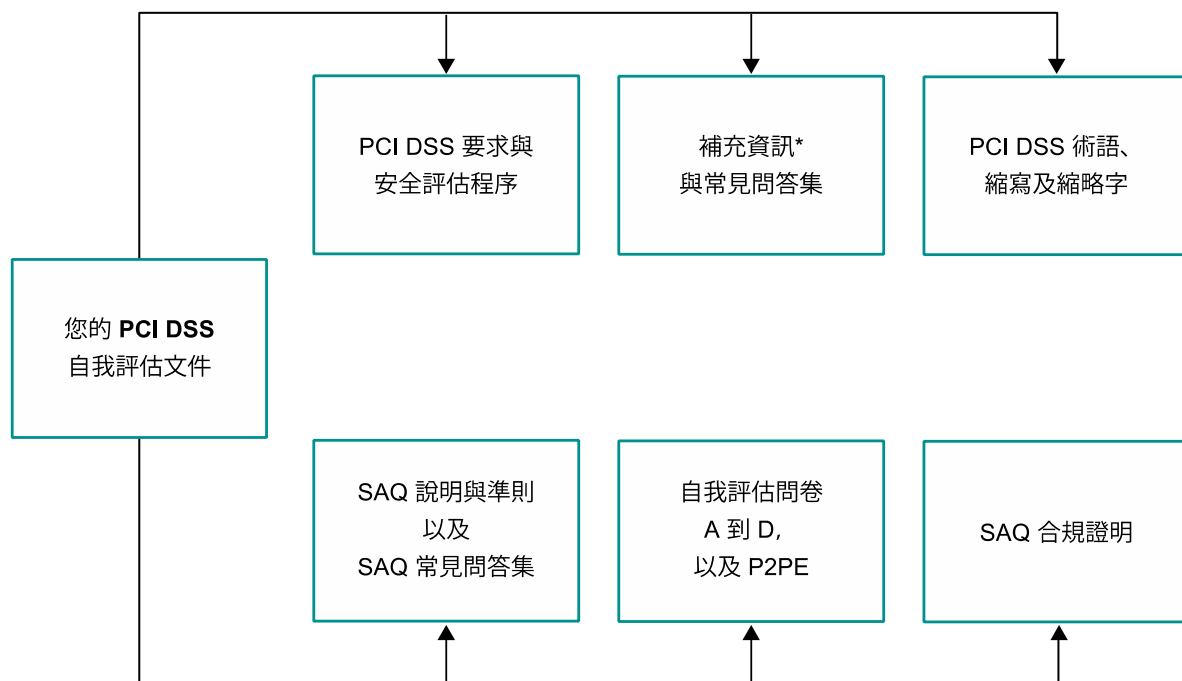 PCI DSS 要求與
安全評估程序
補充資訊*
與常見問答集
PCI DSS 術語、
縮寫及縮略字
您的 PCI DSS
自我評估文件
SAQ 說明與準則
以及
SAQ 常見問答集
自我評估問卷
A 到 D,
以及 P2PE
SAQ 合規證明